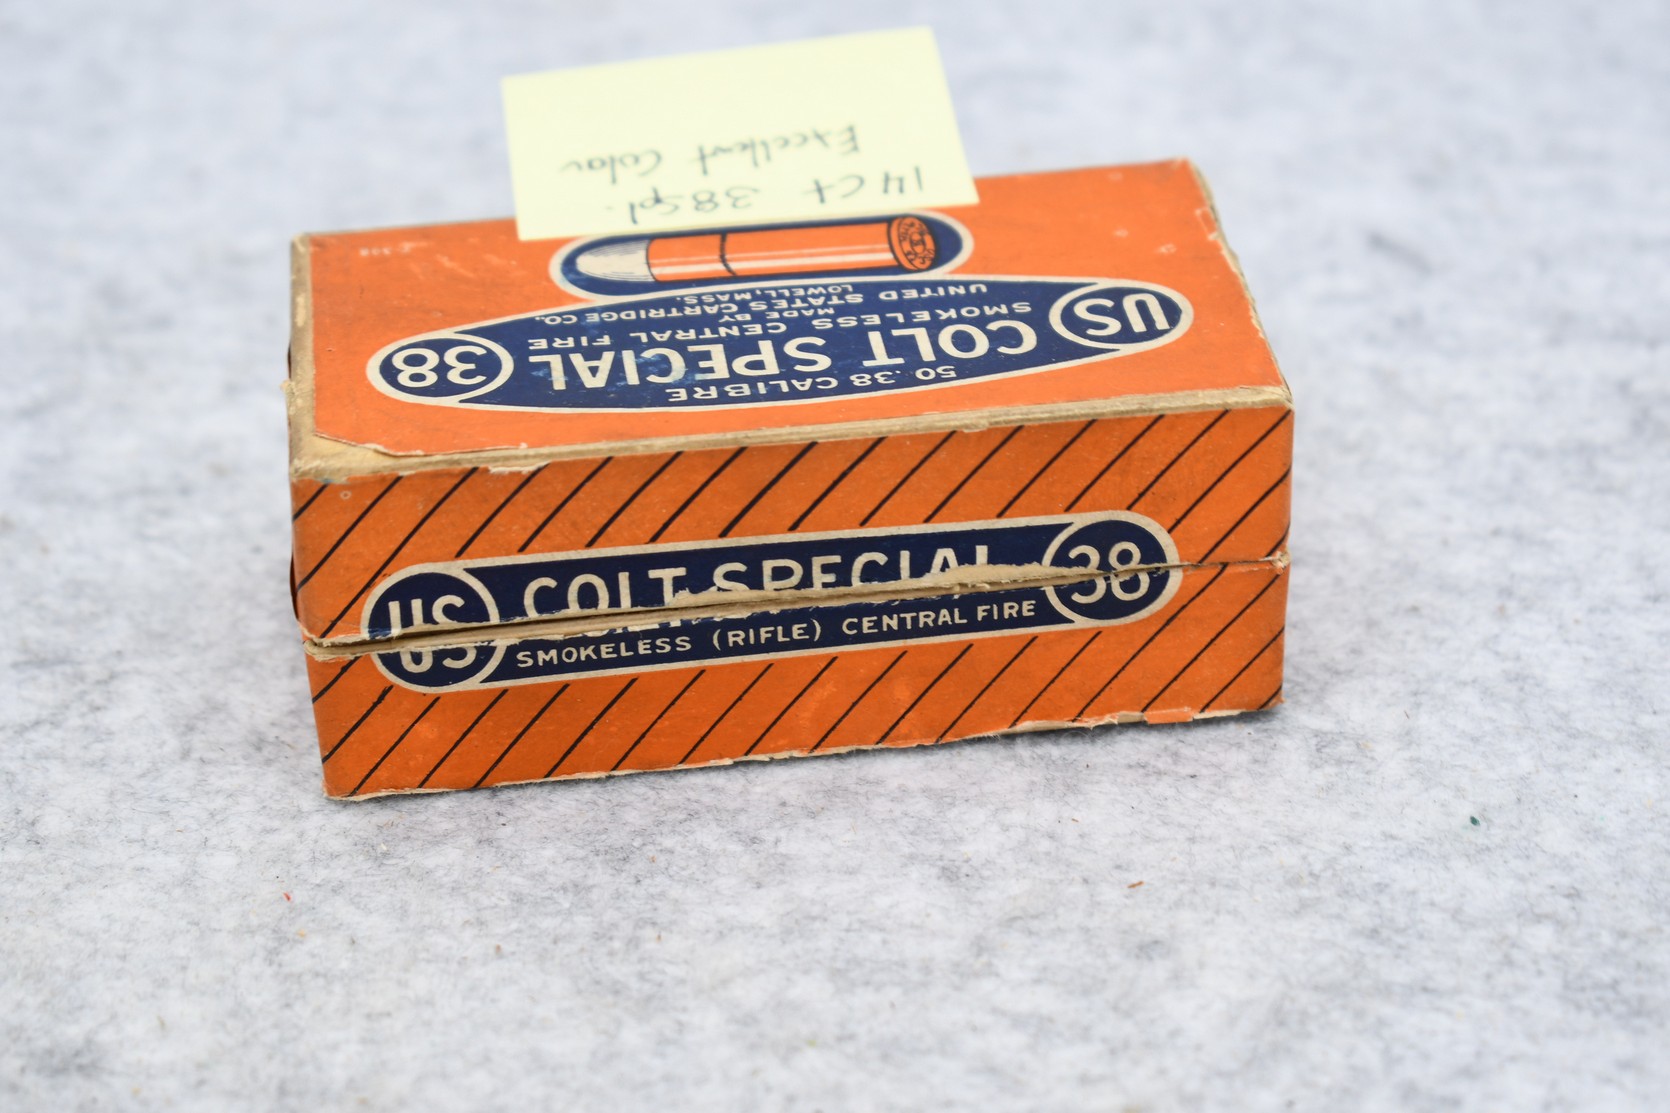 14 Ct 38 Spl.
Excellent Color
50 .38 CALIBRE
US COLT SPECIAL 38
SMOKELESS CENTRAL FIRE
MADE BY
UNITED STATES CARTRIDGE CO.,
LOWELL, MASS.
US COLT SPECIAL 38
SMOKELESS (RIFLE) CENTRAL FIRE